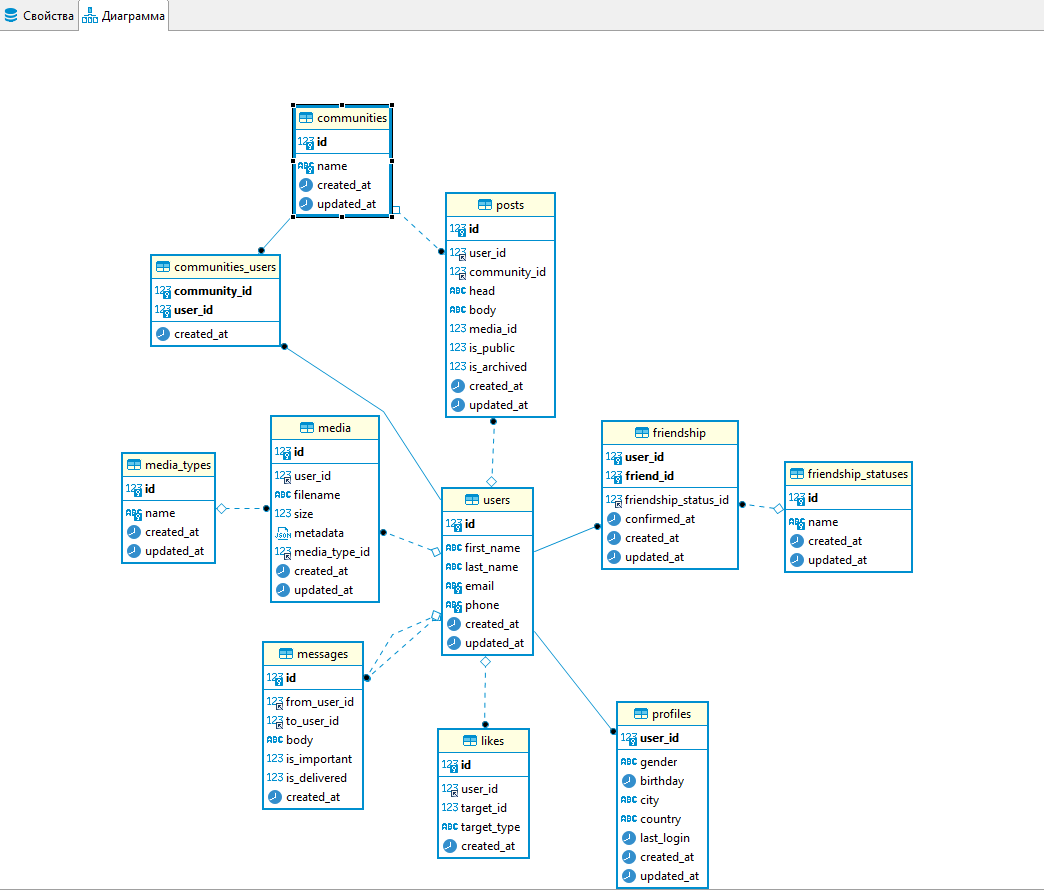 Свойства
Диаграмма
communities
id
name
created_at
updated_at
posts
id
user_id
community_id
head
body
media_id
is_public
is_archived
created_at
updated_at
communities_users
community_id
user_id
created_at
media
id
user_id
filename
size
metadata
media_type_id
created_at
updated_at
media_types
id
name
created_at
updated_at
users
id
first_name
last_name
email
phone
created_at
updated_at
friendship
user_id
friend_id
friendship_status_id
confirmed_at
created_at
updated_at
friendship_statuses
id
name
created_at
updated_at
messages
id
from_user_id
to_user_id
body
is_important
is_delivered
created_at
likes
id
user_id
target_id
target_type
created_at
profiles
user_id
gender
birthday
city
country
last_login
created_at
updated_at